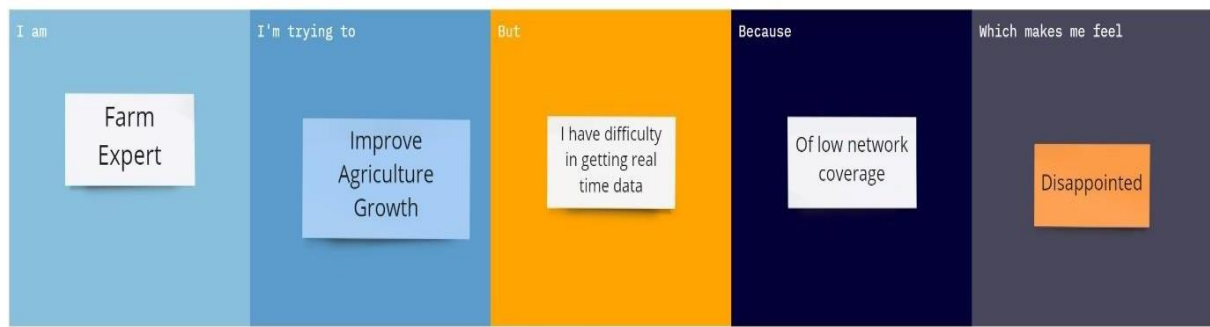 I am
Farm
Expert
I'm trying to
Improve
Agriculture
Growth
But
I have difficulty
in getting real
time data
Because
Of low network
coverage
Which makes me feel
Disappointed